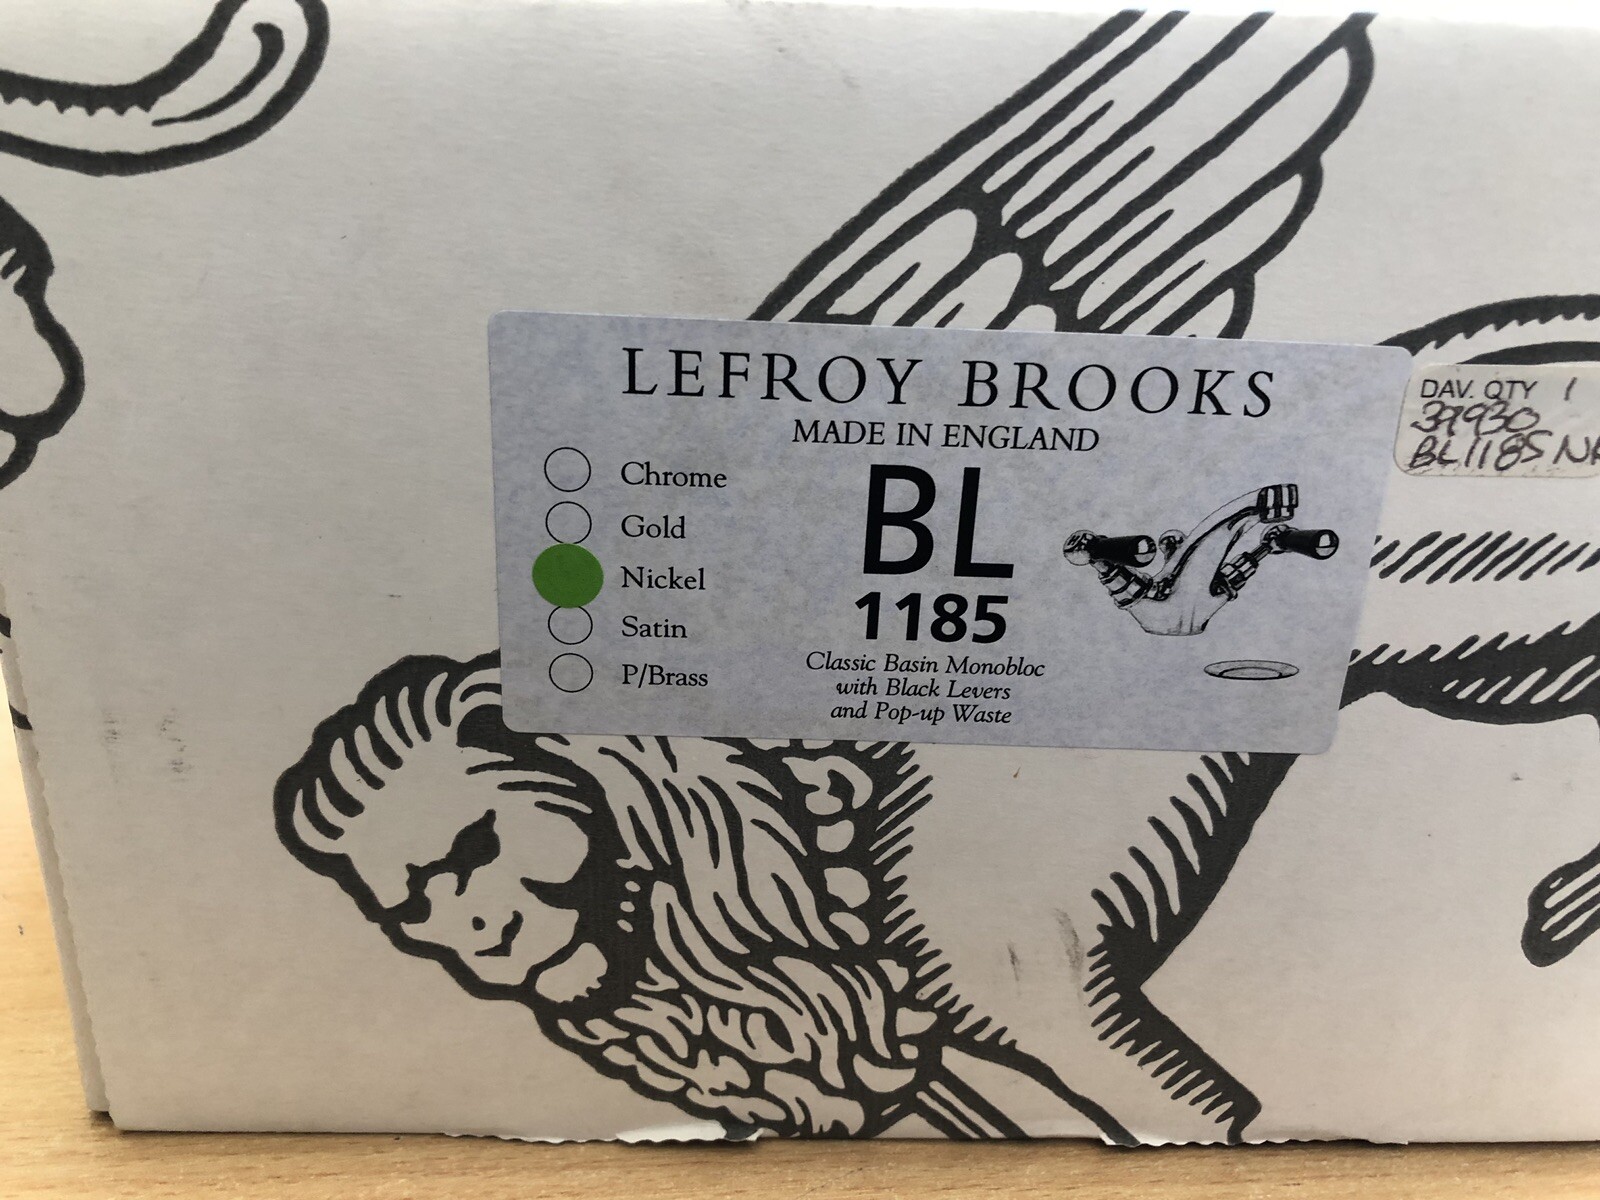 LEFROY BROOKS
MADE IN ENGLAND
Chrome
Gold
Nickel
Satin
P/Brass
BL
1185
Classic Basin Monobloc
with Black Levers
and Pop-up Waste
DAV. QTY 1
39930
BL1185